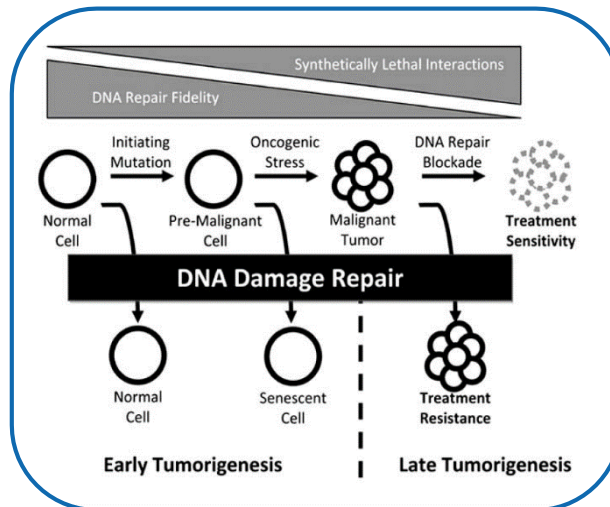 Synthetically Lethal Interactions
DNA Repair Fidelity
Initiating
Mutation
Oncogenic
Stress
DNA Repair
Blockade
Normal
Cell
Pre-Malignant
Cell
Malignant
Tumor
Treatment
Sensitivity
DNA Damage Repair
Normal
Cell
Senescent
Cell
Treatment
Resistance
Early Tumorigenesis
Late Tumorigenesis